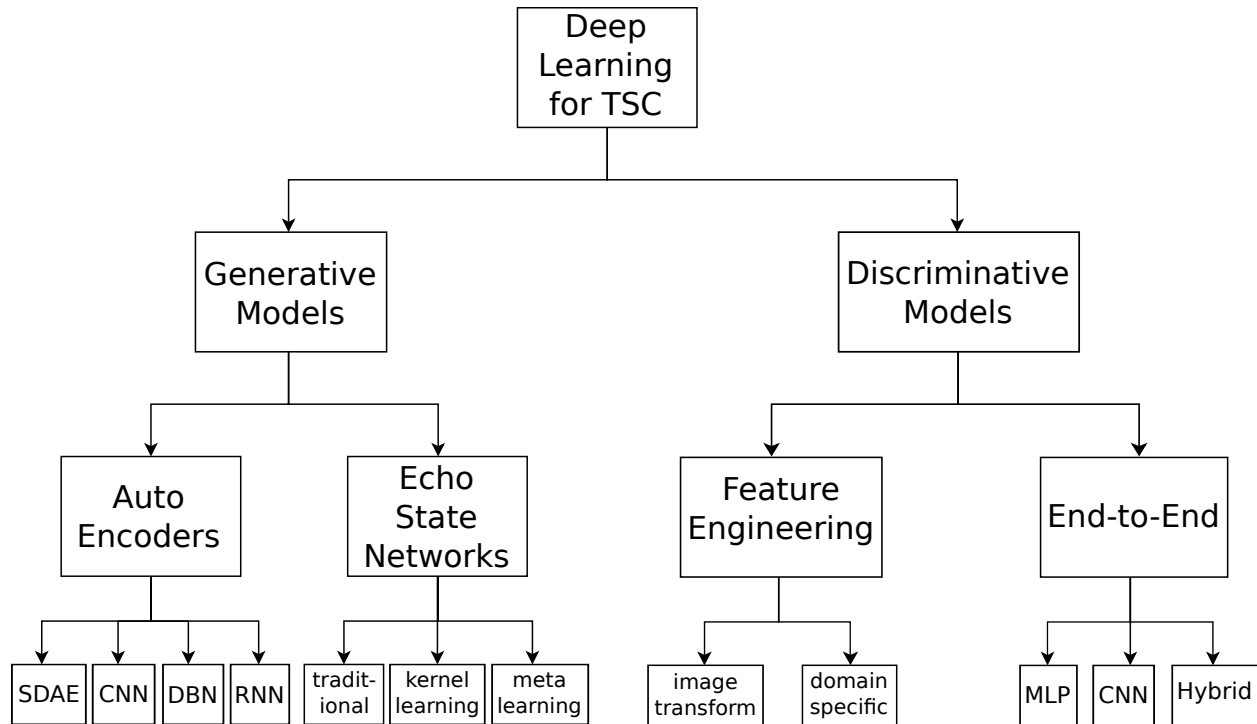 Deep
Learning
for TSC
Generative
Models
Discriminative
Models
Auto
Encoders
Echo
State
Networks
Feature
Engineering
End-to-End
SDAE
CNN
DBN
RNN
tradit-
ional
kernel
learning
meta
learning
image
transform
domain
specific
MLP
CNN
Hybrid